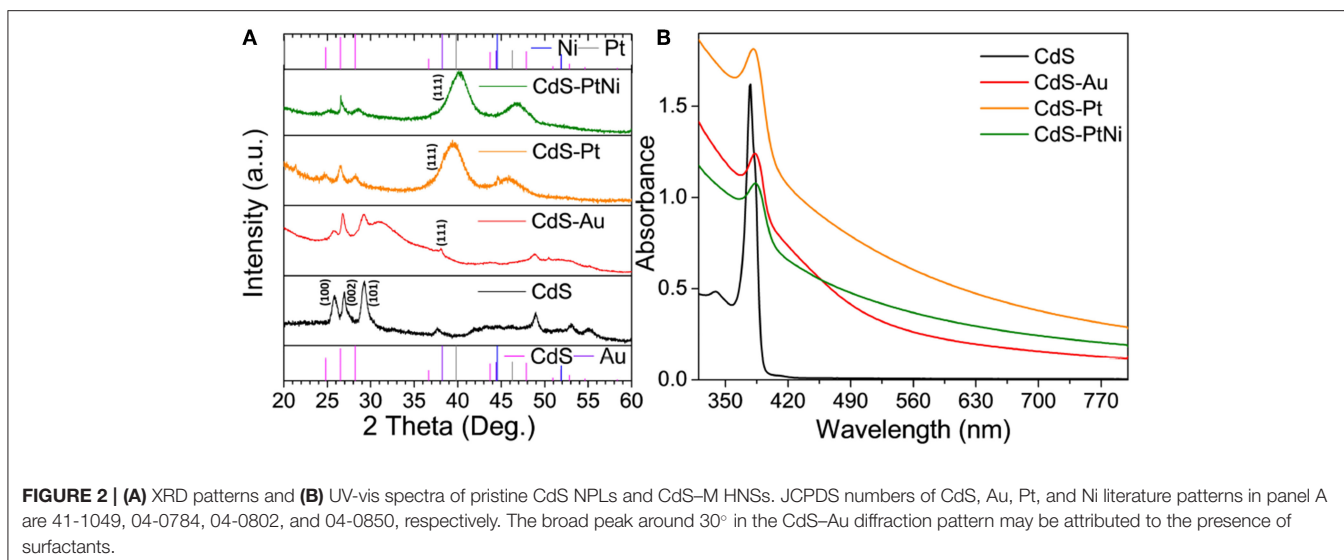 A
Ni Pt
CdS-PtNi
(111)
CdS-Pt
(111)
CdS-Au
(111)
CdS
(100)
(002)
(101)
CdS Au
Intensity (a.u.)
20 25 30 35 40 45 50 55 60
2 Theta (Deg.)
B
CdS
CdS-Au
CdS-Pt
CdS-PtNi
Absorbance
1.5
1.0
0.5
0.0
350 420 490 560 630 700 770
Wavelength (nm)
FIGURE 2 | (A) XRD patterns and (B) UV-vis spectra of pristine CdS NPLs and CdS–M HNSs. JCPDS numbers of CdS, Au, Pt, and Ni literature patterns in panel A
are 41-1049, 04-0784, 04-0802, and 04-0850, respectively. The broad peak around 30° in the CdS–Au diffraction pattern may be attributed to the presence of
surfactants.